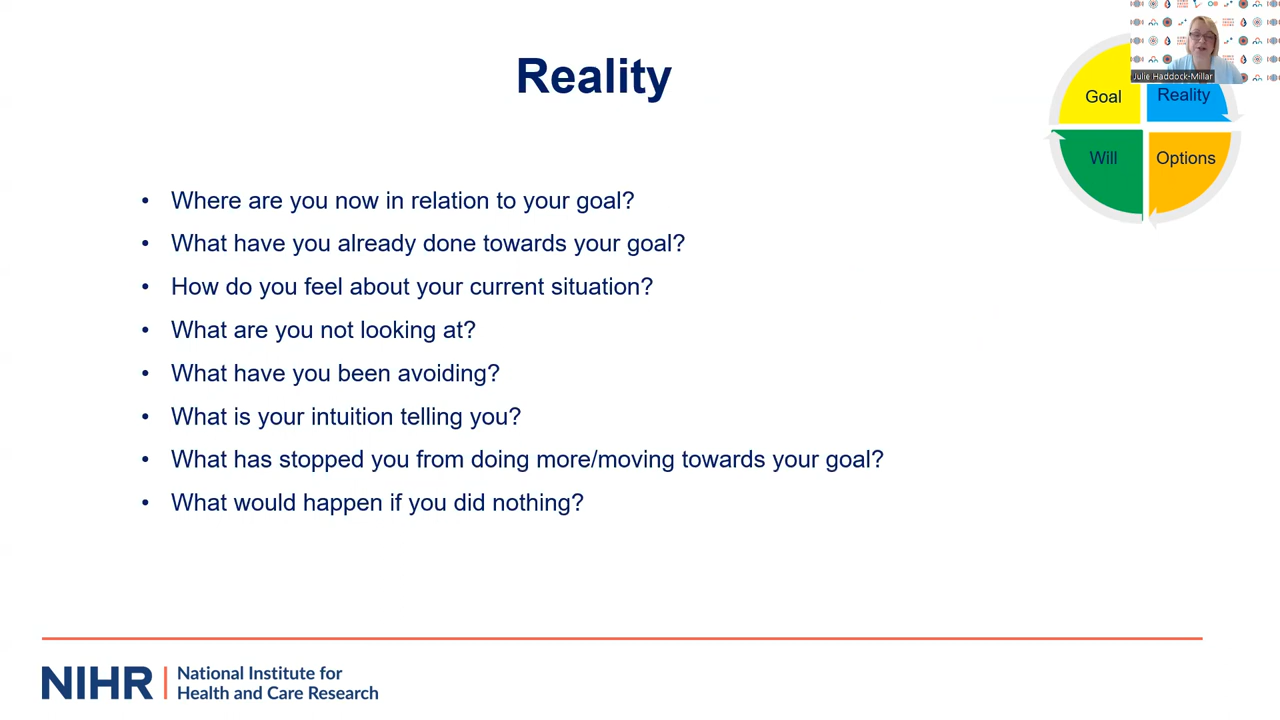 Reality
Julie Haddock-Millar
Goal
Reality
Will
Options
• Where are you now in relation to your goal?
• What have you already done towards your goal?
• How do you feel about your current situation?
• What are you not looking at?
• What have you been avoiding?
• What is your intuition telling you?
• What has stopped you from doing more/moving towards your goal?
• What would happen if you did nothing?
NIHR | National Institute for
Health and Care Research